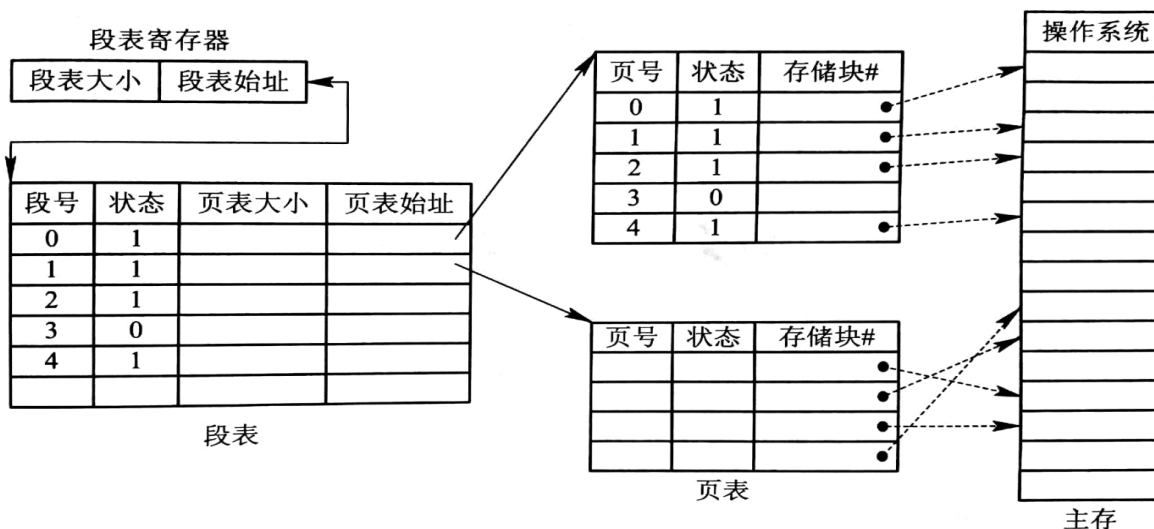 段表寄存器
段表大小 段表始址
段号 状态 页表大小 页表始址
0 1
1 1
2 1
3 0
4 1
段表
页号 状态 存储块#
0 1
1 1
2 1
3 0
4 1
页号 状态 存储块#
页表
操作系统
主存